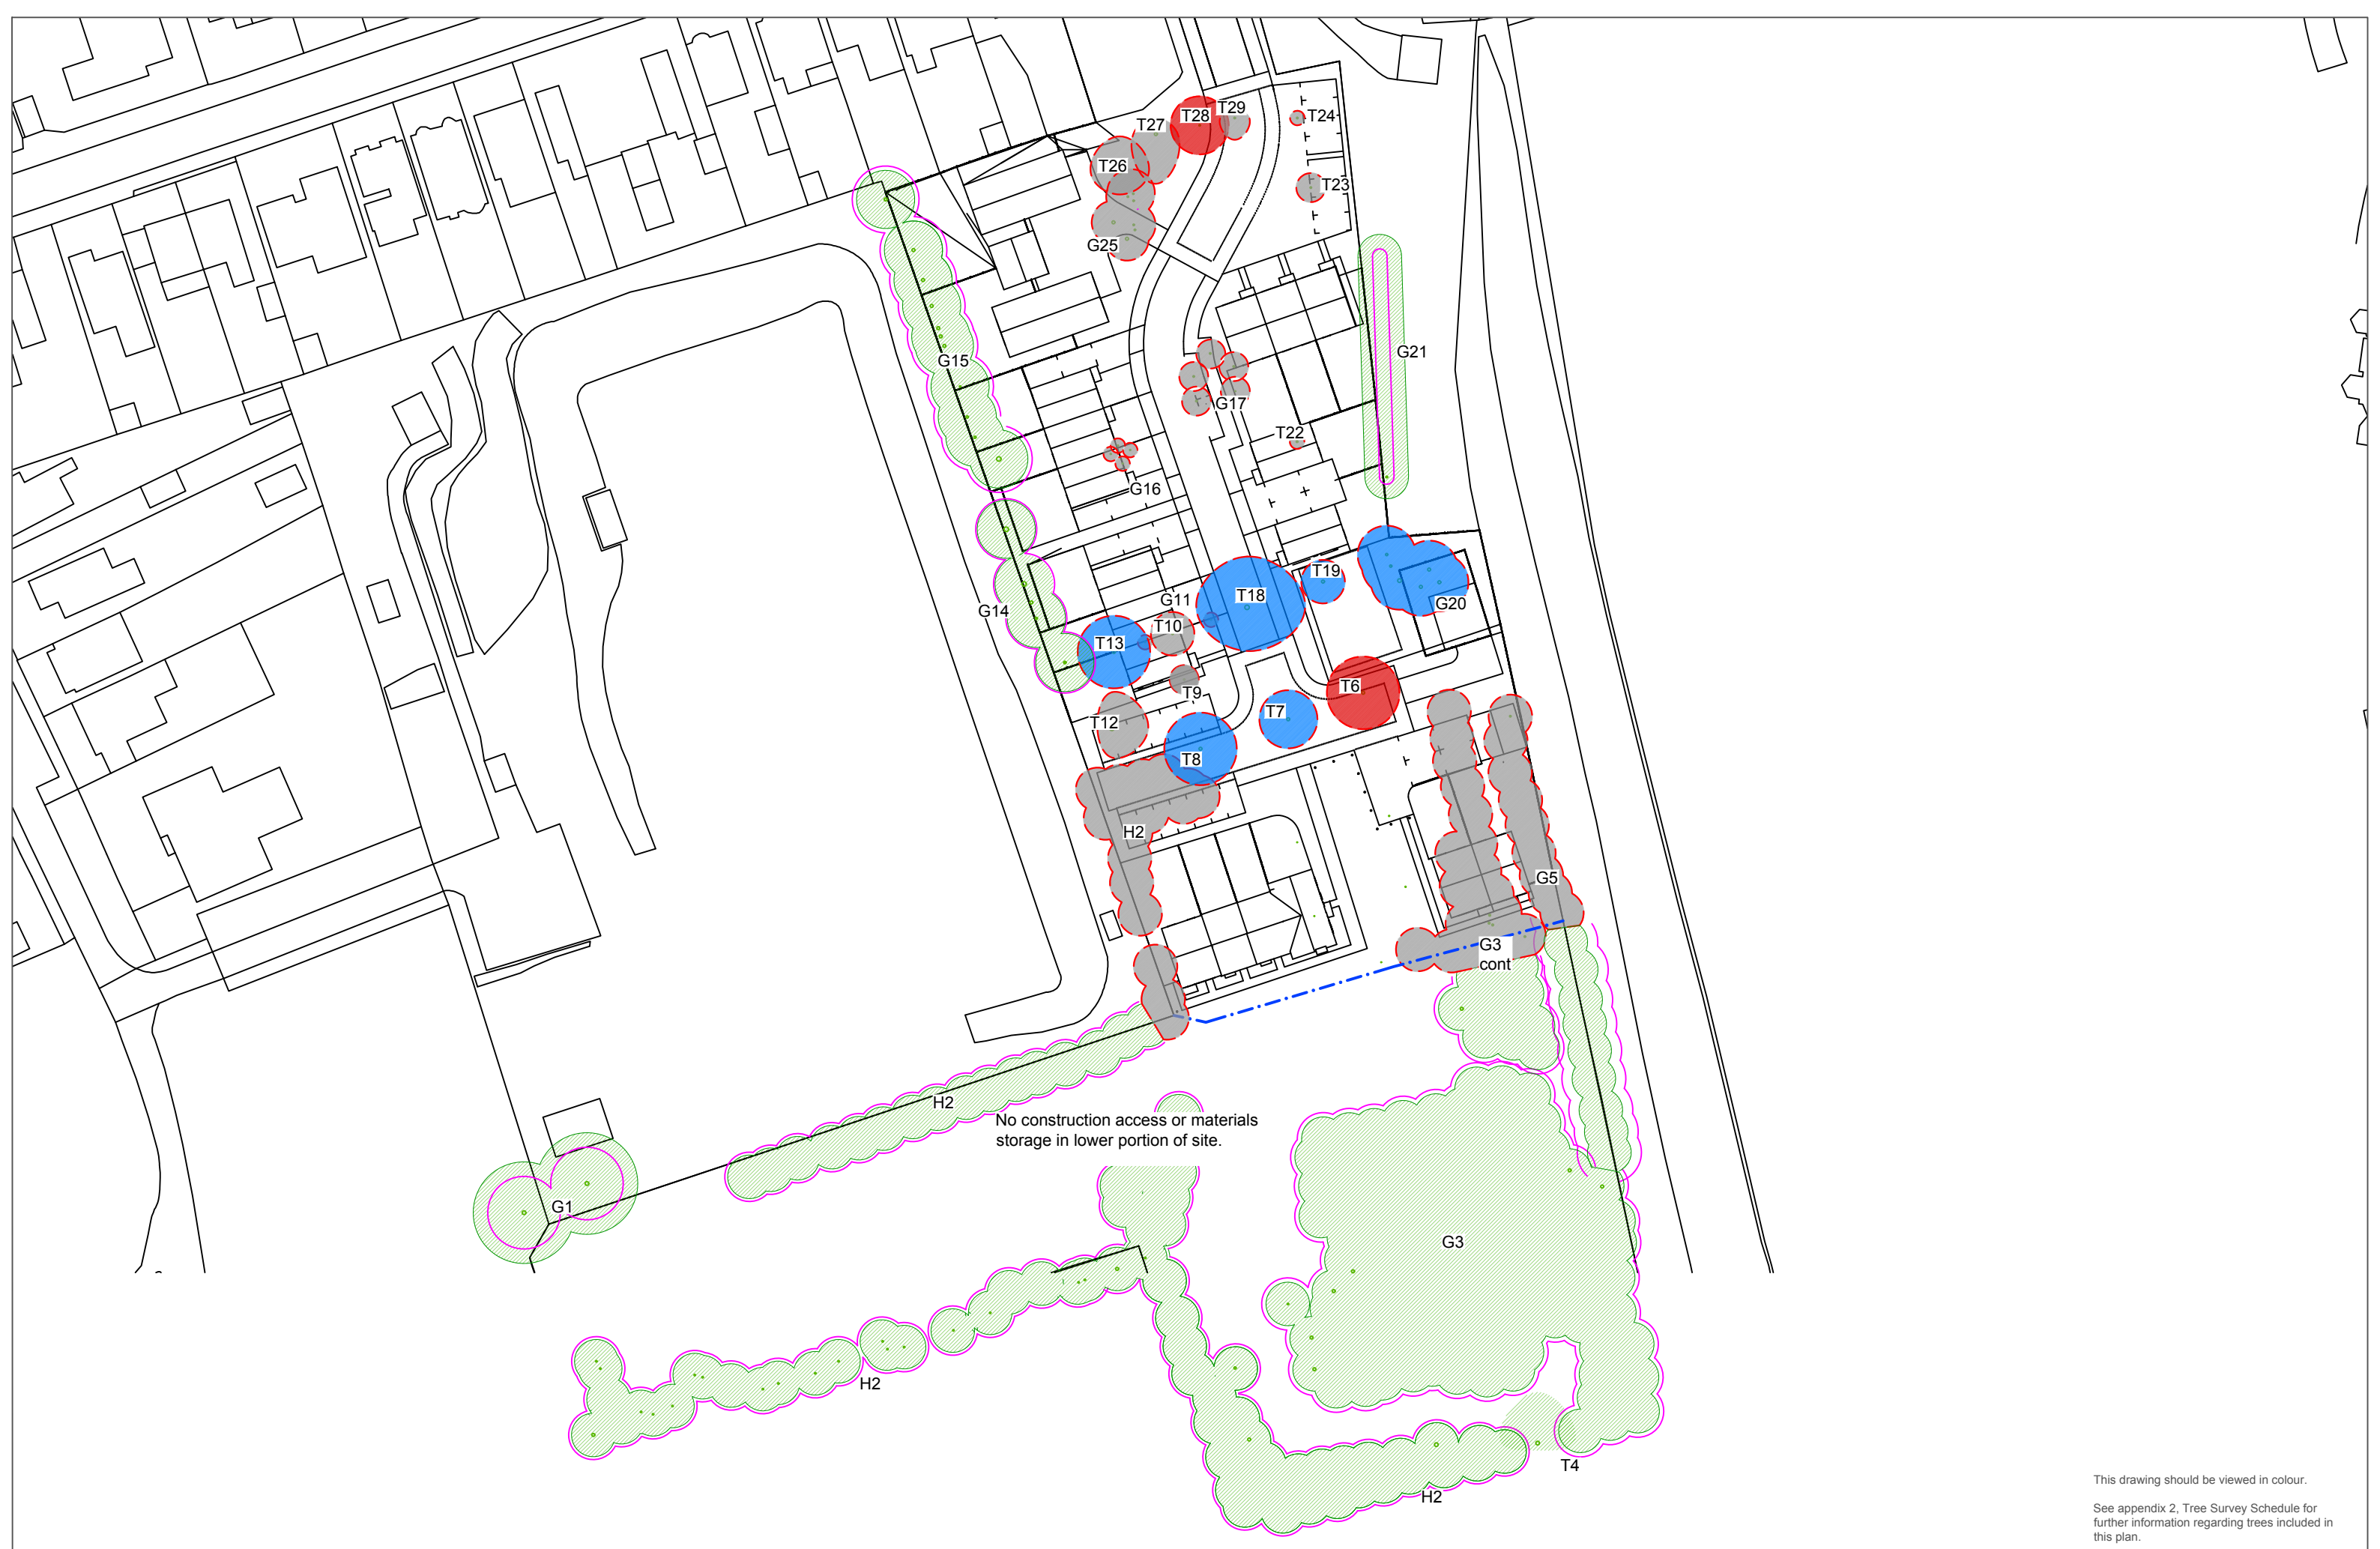 T28
T29
T27
T24
T26
T23
G25
G15
G21
G17
T22
G16
G11
T18
T19
G14
T10
G20
T13
T9
T6
T12
T7
T8
H2
G5
G3
cont
H2
No construction access or materials
storage in lower portion of site.
G1
G3
H2
T4
H2
This drawing should be viewed in colour.
See appendix 2, Tree Survey Schedule for
further information regarding trees included in
this plan.